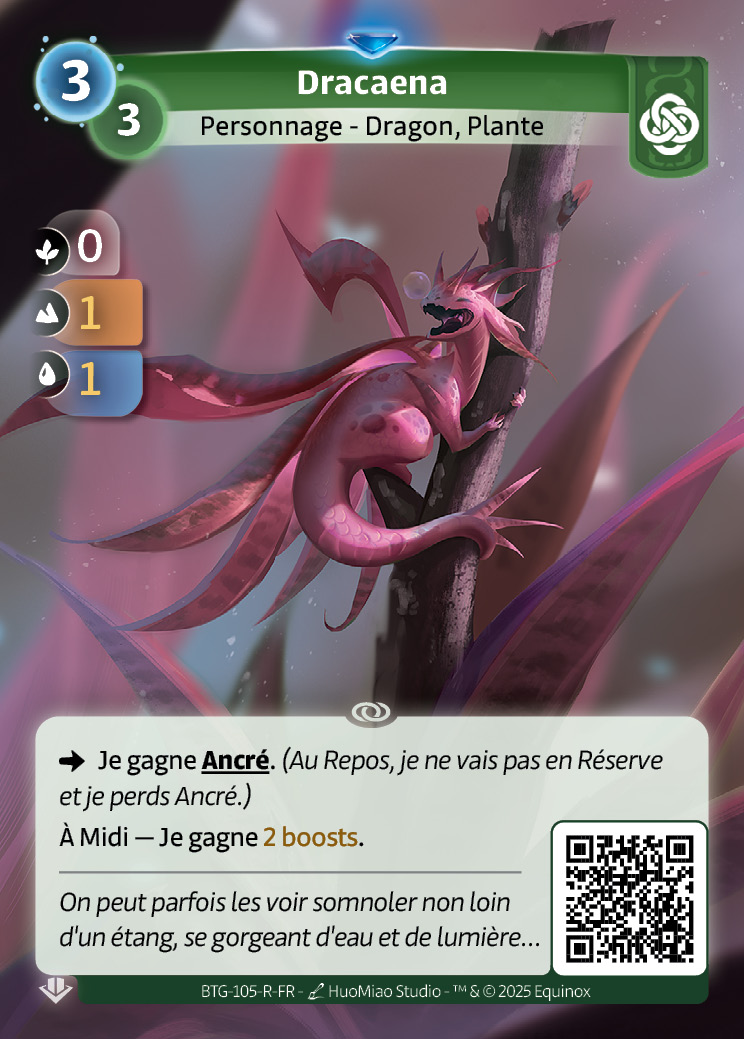 3
Dracaena
3
Personnage - Dragon, Plante
0
1
1
Je gagne Ancré. (Au Repos, je ne vais pas en Réserve
et je perds Ancré.)
À Midi — Je gagne 2 boosts.
On peut parfois les voir somnoler non loin
d'un étang, se gorgeant d'eau et de lumière...
BTG-105-R-FR - HuoMiao Studio - ™ & © 2025 Equinox